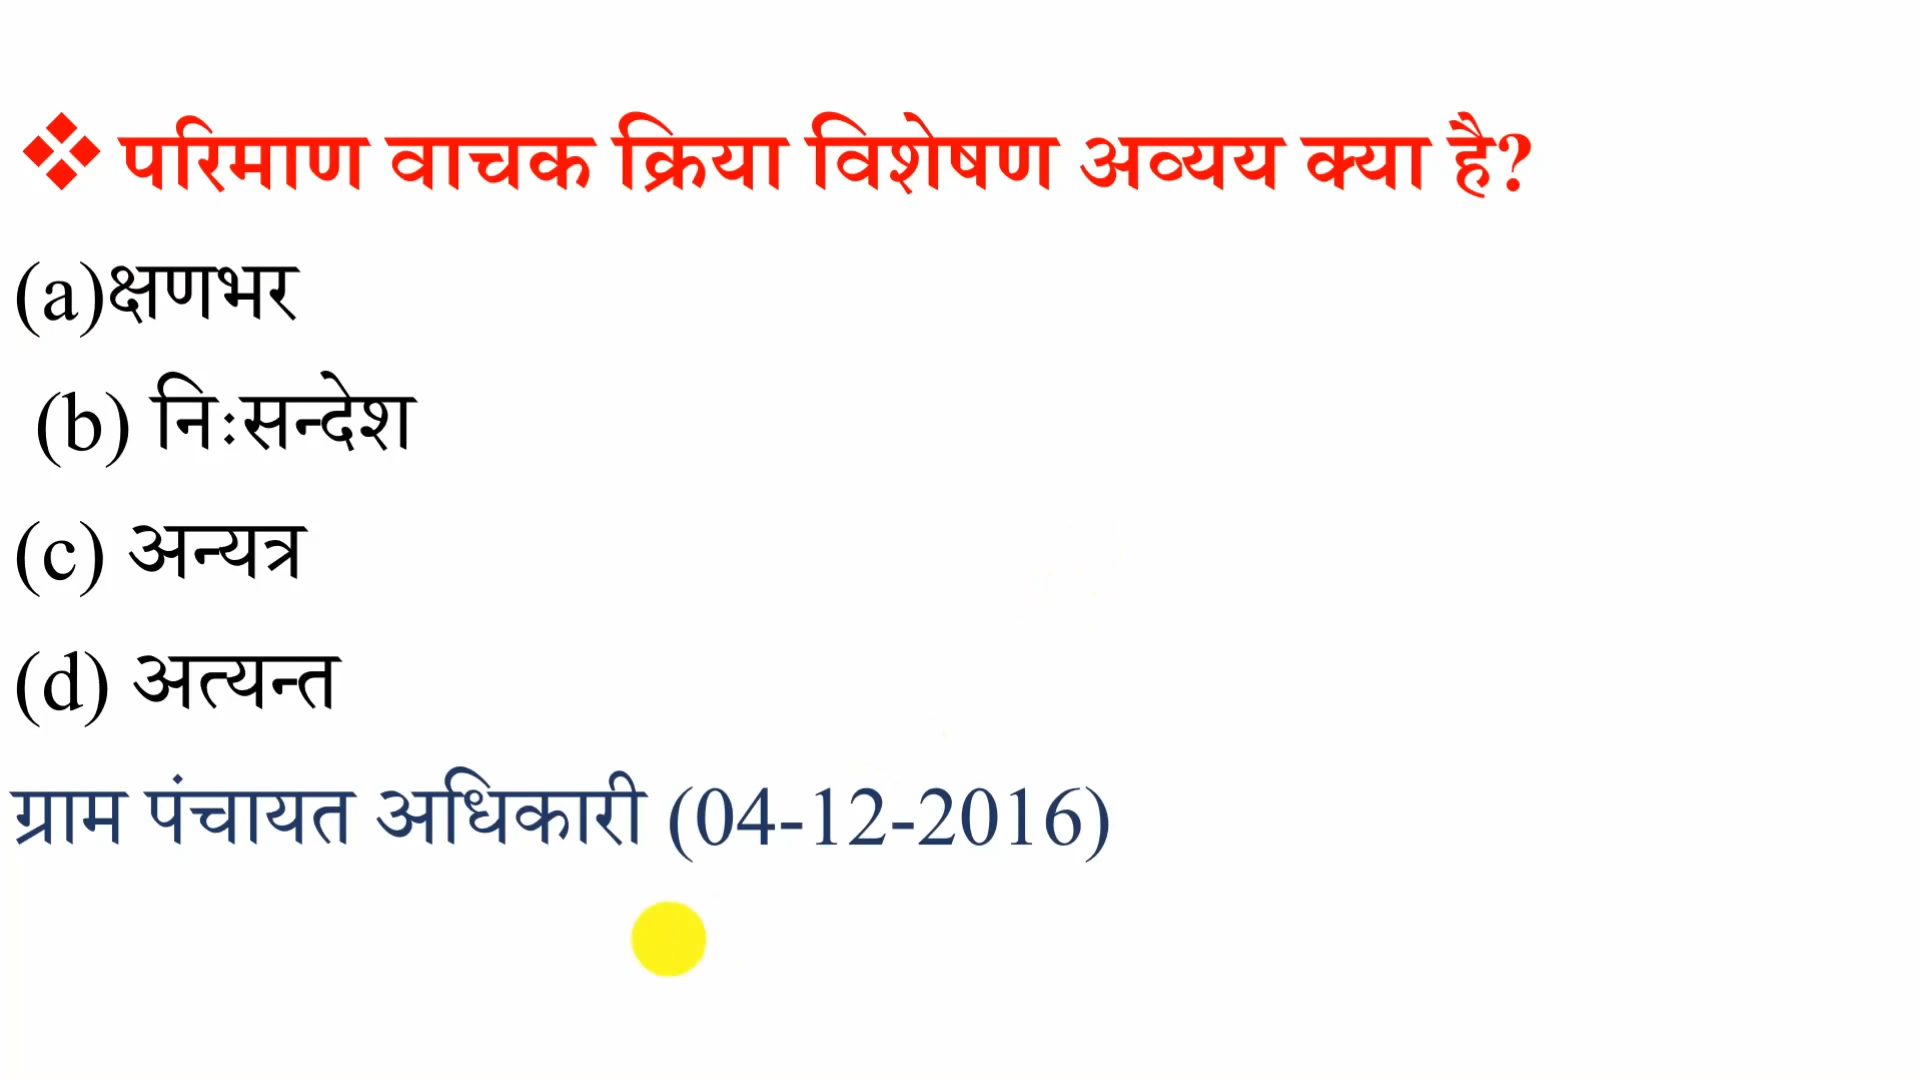 ❖ परिमाण वाचक क्रिया विशेषण अव्यय क्या है?
(a)क्षणभर
(b) निःसन्देश
(c) अन्यत्र
(d) अत्यन्त
ग्राम पंचायत अधिकारी (04-12-2016)